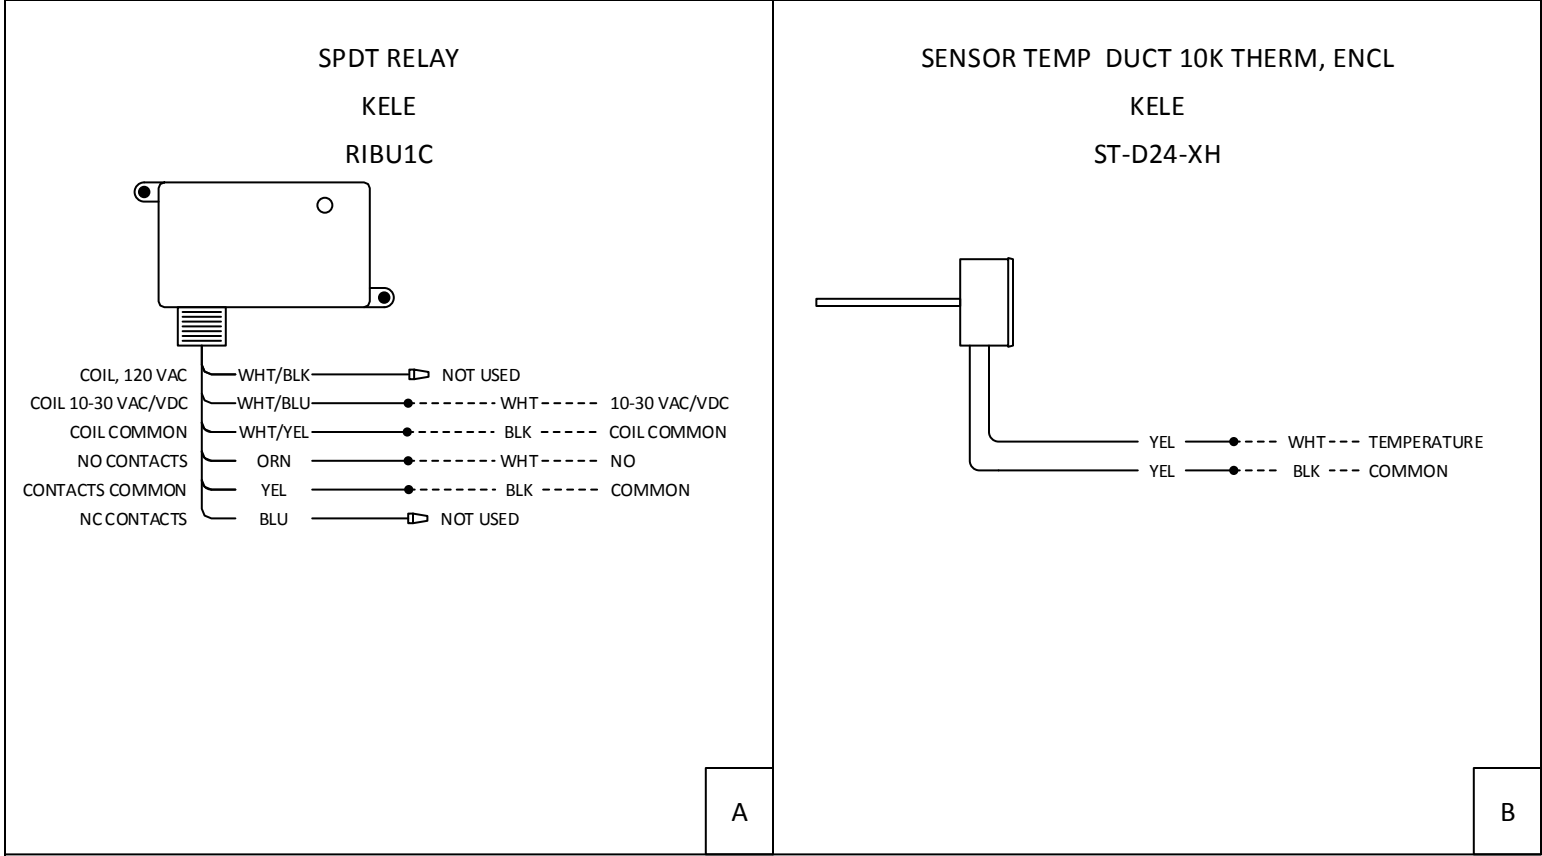 SPDT RELAY
KELE
RIBU1C
COIL, 120 VAC WHT/BLK NOT USED
COIL 10-30 VAC/VDC WHT/BLU WHT 10-30 VAC/VDC
COIL COMMON WHT/YEL BLK COIL COMMON
NO CONTACTS ORN WHT NO
CONTACTS COMMON YEL BLK COMMON
NC CONTACTS BLU NOT USED
A
SENSOR TEMP DUCT 10K THERM, ENCL
KELE
ST-D24-XH
YEL WHT TEMPERATURE
YEL BLK COMMON
B